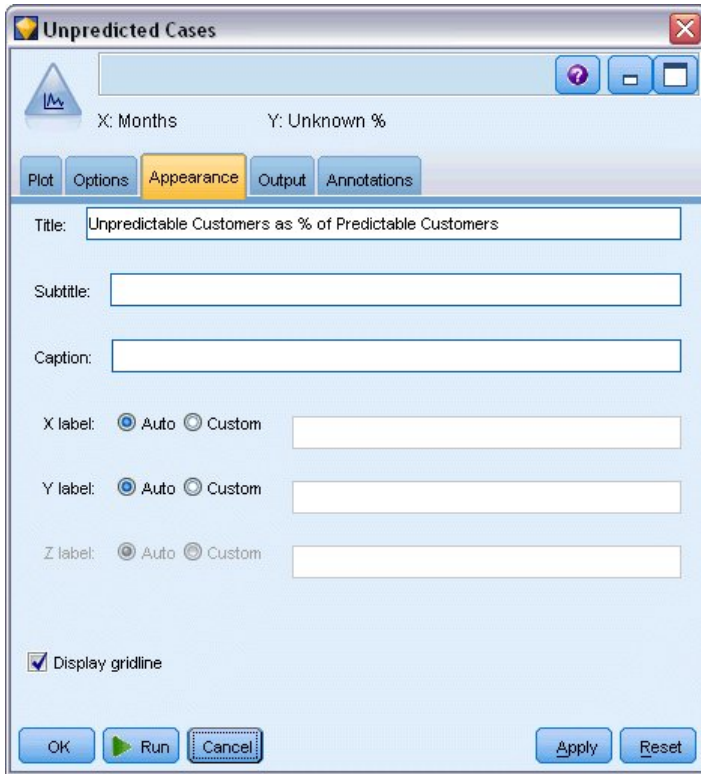 Unpredicted Cases
X: Months Y: Unknown %
Plot Options Appearance Output Annotations
Title: Unpredictable Customers as % of Predictable Customers
Subtitle:
Caption:
X label: Auto Custom
Y label: Auto Custom
Z label: Auto Custom
Display gridline
OK Run Cancel Apply Reset